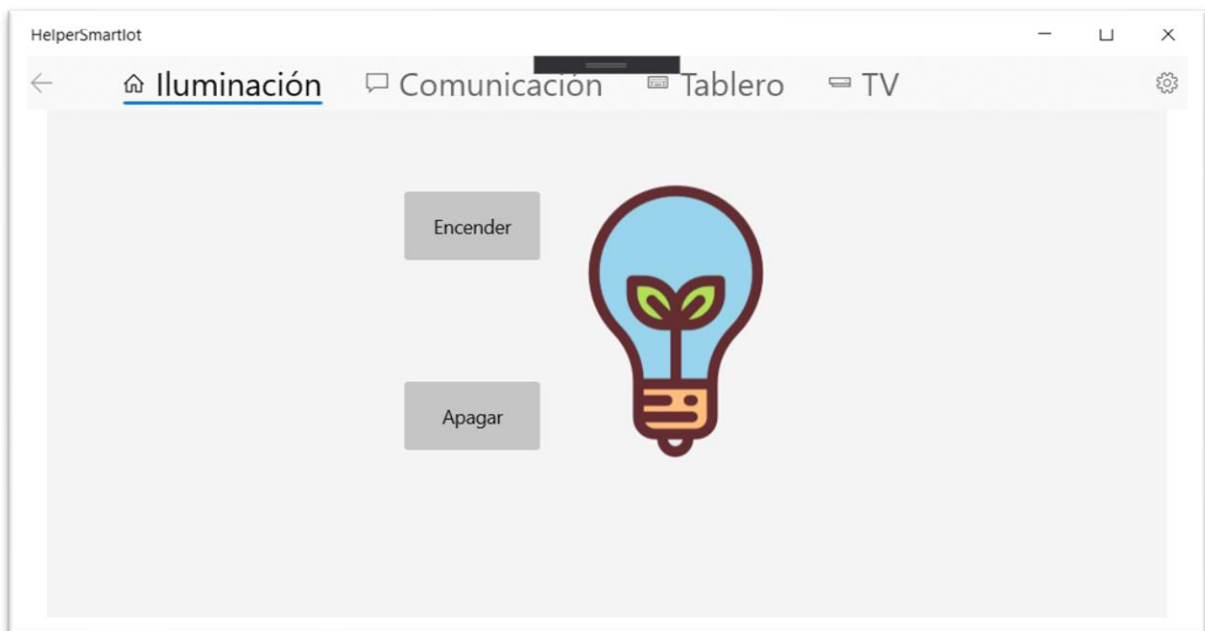 HelperSmartIot
Iluminación Comunicación Tablero TV
Encender
Apagar